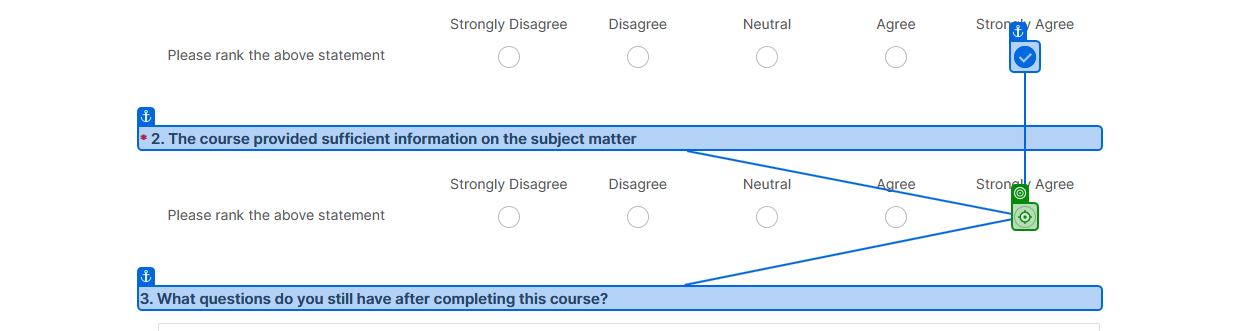 Strongly Disagree Disagree Neutral Agree Strongly Agree
Please rank the above statement
* 2. The course provided sufficient information on the subject matter
Strongly Disagree Disagree Neutral Agree Strongly Agree
Please rank the above statement
3. What questions do you still have after completing this course?